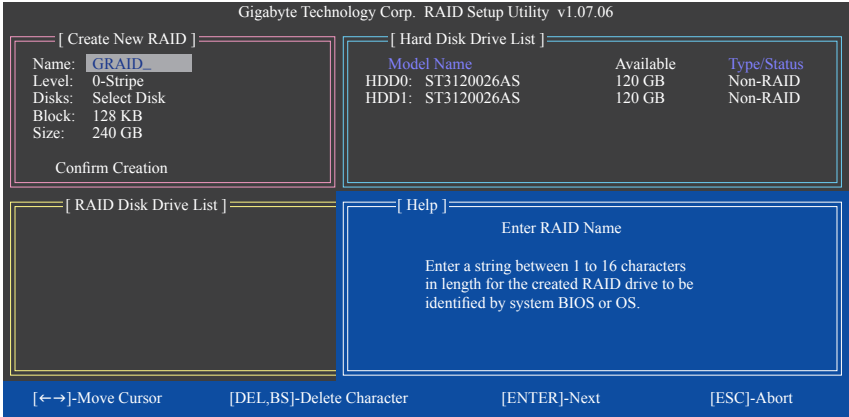 Gigabyte Technology Corp. RAID Setup Utility v1.07.06
[ Create New RAID ]
Name: GRAID_
Level: 0-Stripe
Disks: Select Disk
Block: 128 KB
Size: 240 GB
Confirm Creation
[ Hard Disk Drive List ]
Model Name Available Type/Status
HDD0: ST3120026AS 120 GB Non-RAID
HDD1: ST3120026AS 120 GB Non-RAID
[ RAID Disk Drive List ]
[ Help ]
Enter RAID Name
Enter a string between 1 to 16 characters
in length for the created RAID drive to be
identified by system BIOS or OS.
[←→]-Move Cursor [DEL,BS]-Delete Character [ENTER]-Next [ESC]-Abort